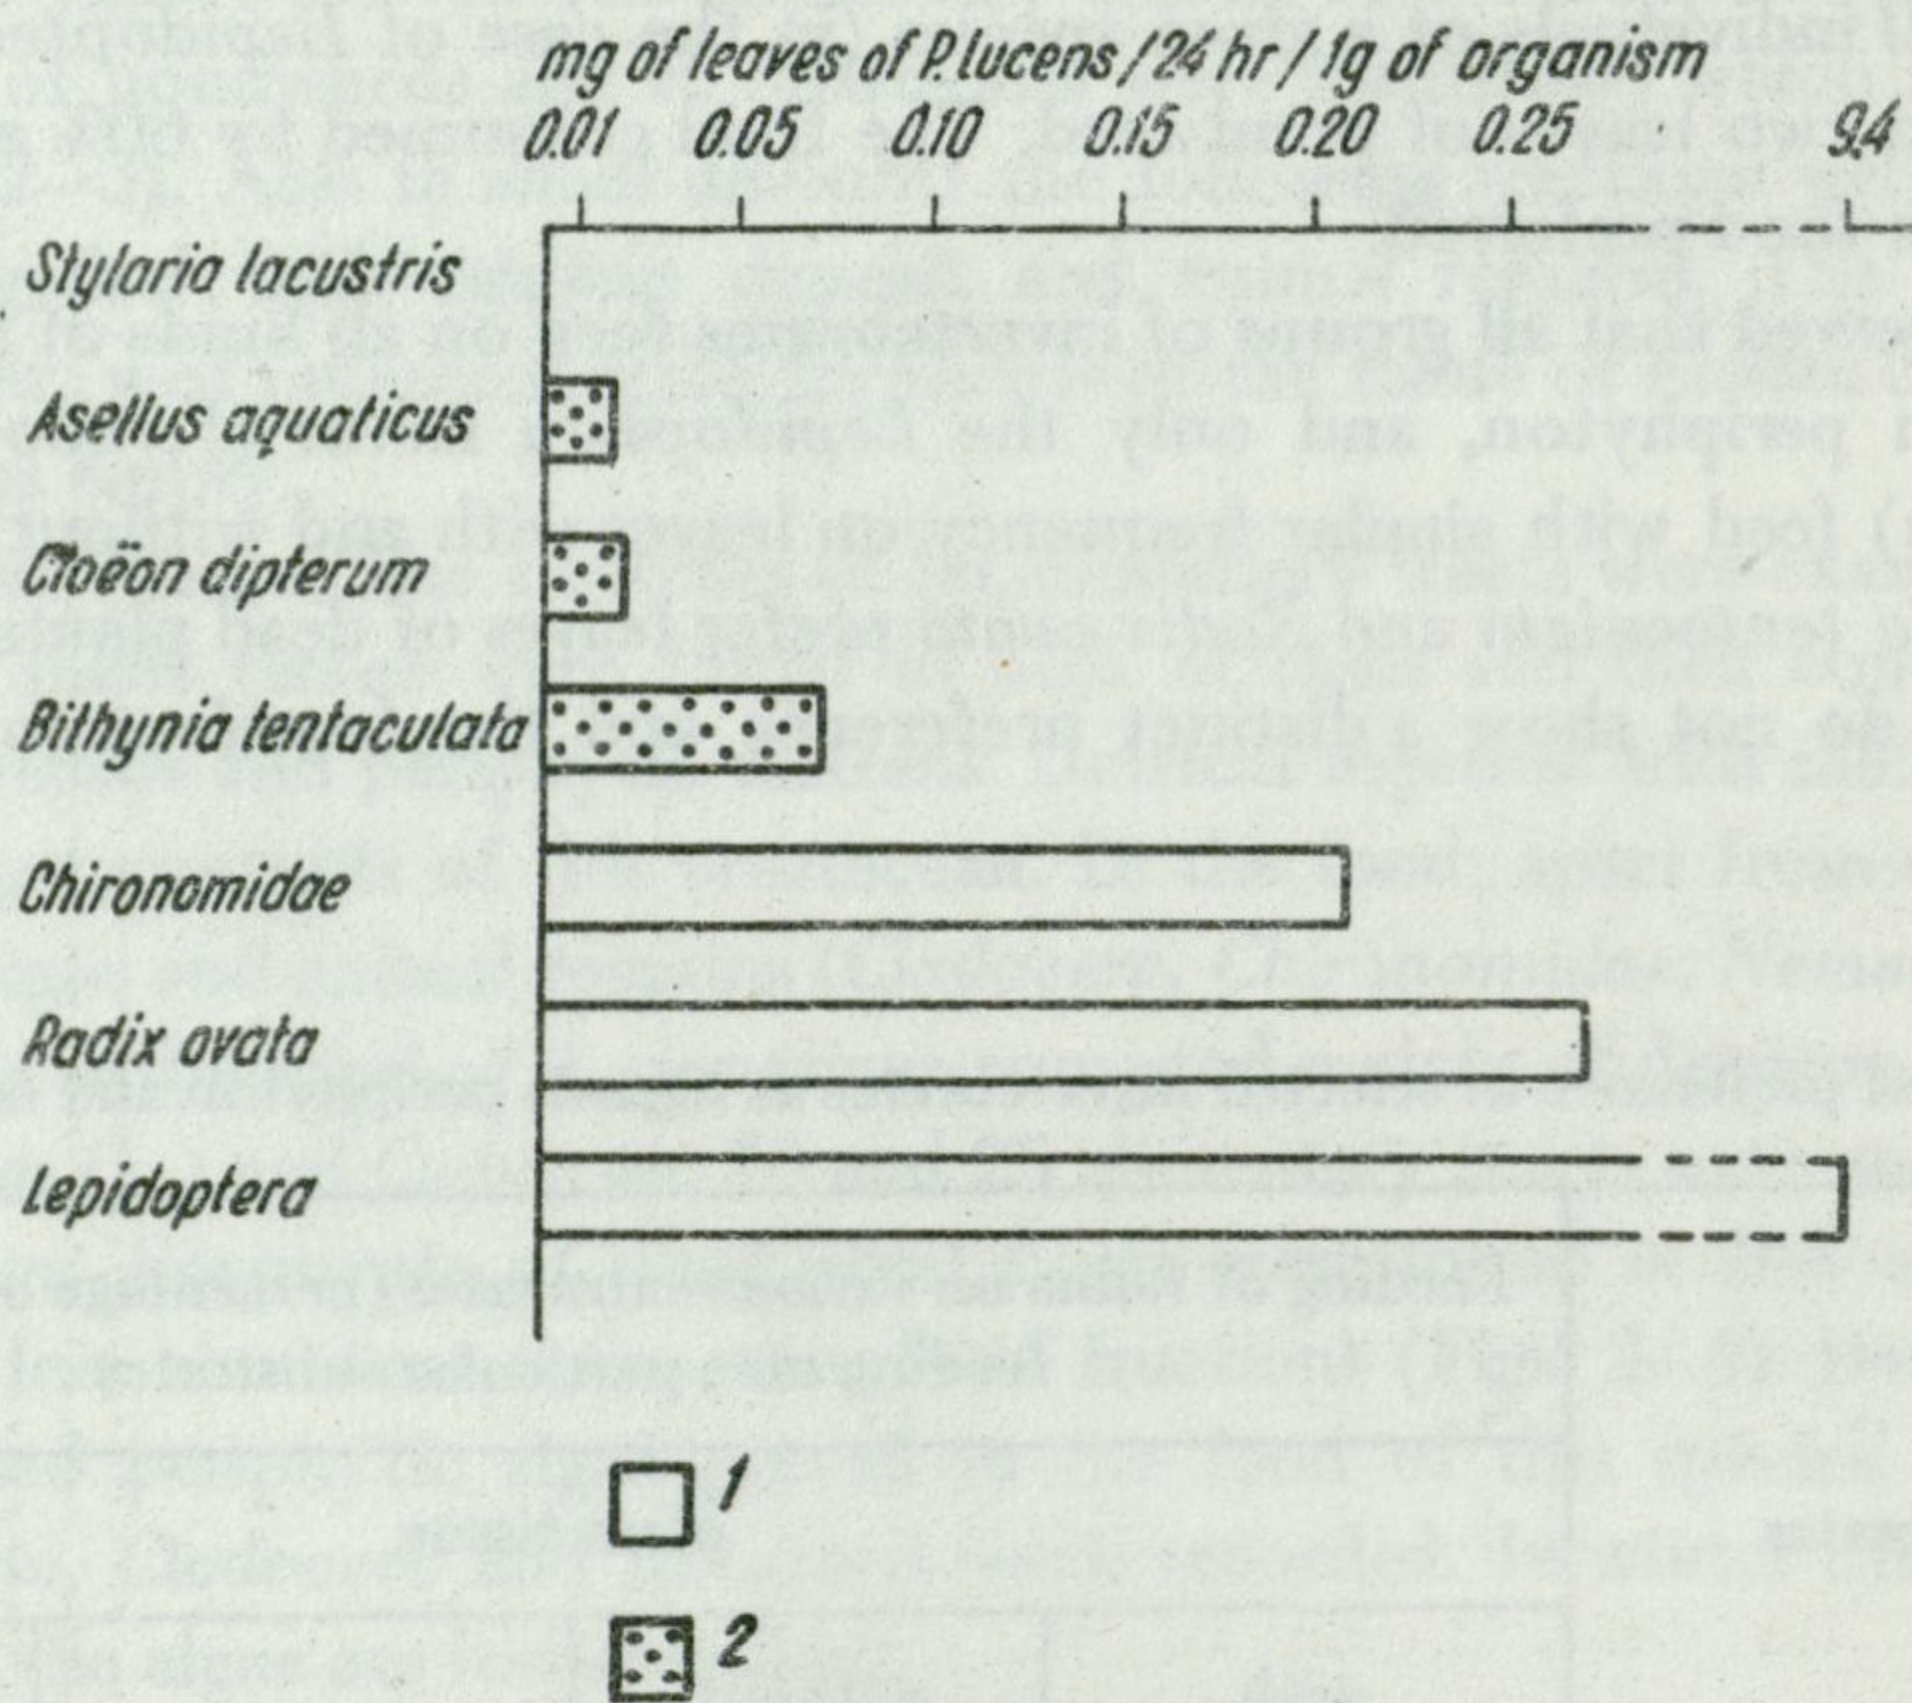 mg of leaves of P. lucens / 24 hr / 1g of organism
0.01 0.05 0.10 0.15 0.20 0.25 9.4
Stylaria lacustris
Asellus aquaticus
Cloëon dipterum
Bithynia tentaculata
Chironomidae
Radix ovata
Lepidoptera
1
2